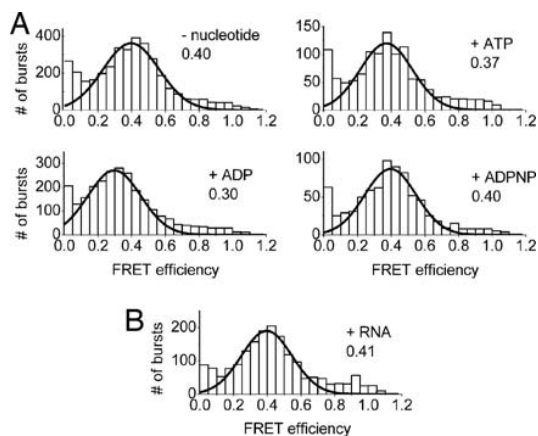 A
- nucleotide
0.40
# of bursts
400
200
0
0.0 0.2 0.4 0.6 0.8 1.0 1.2
+ ATP
0.37
150
100
50
0
0.0 0.2 0.4 0.6 0.8 1.0 1.2
+ ADP
0.30
# of bursts
300
200
100
0
0.0 0.2 0.4 0.6 0.8 1.0 1.2
FRET efficiency
+ ADPNP
0.40
100
50
0
0.0 0.2 0.4 0.6 0.8 1.0 1.2
FRET efficiency
B
+ RNA
0.41
# of bursts
200
100
0
0.0 0.2 0.4 0.6 0.8 1.0 1.2
FRET efficiency